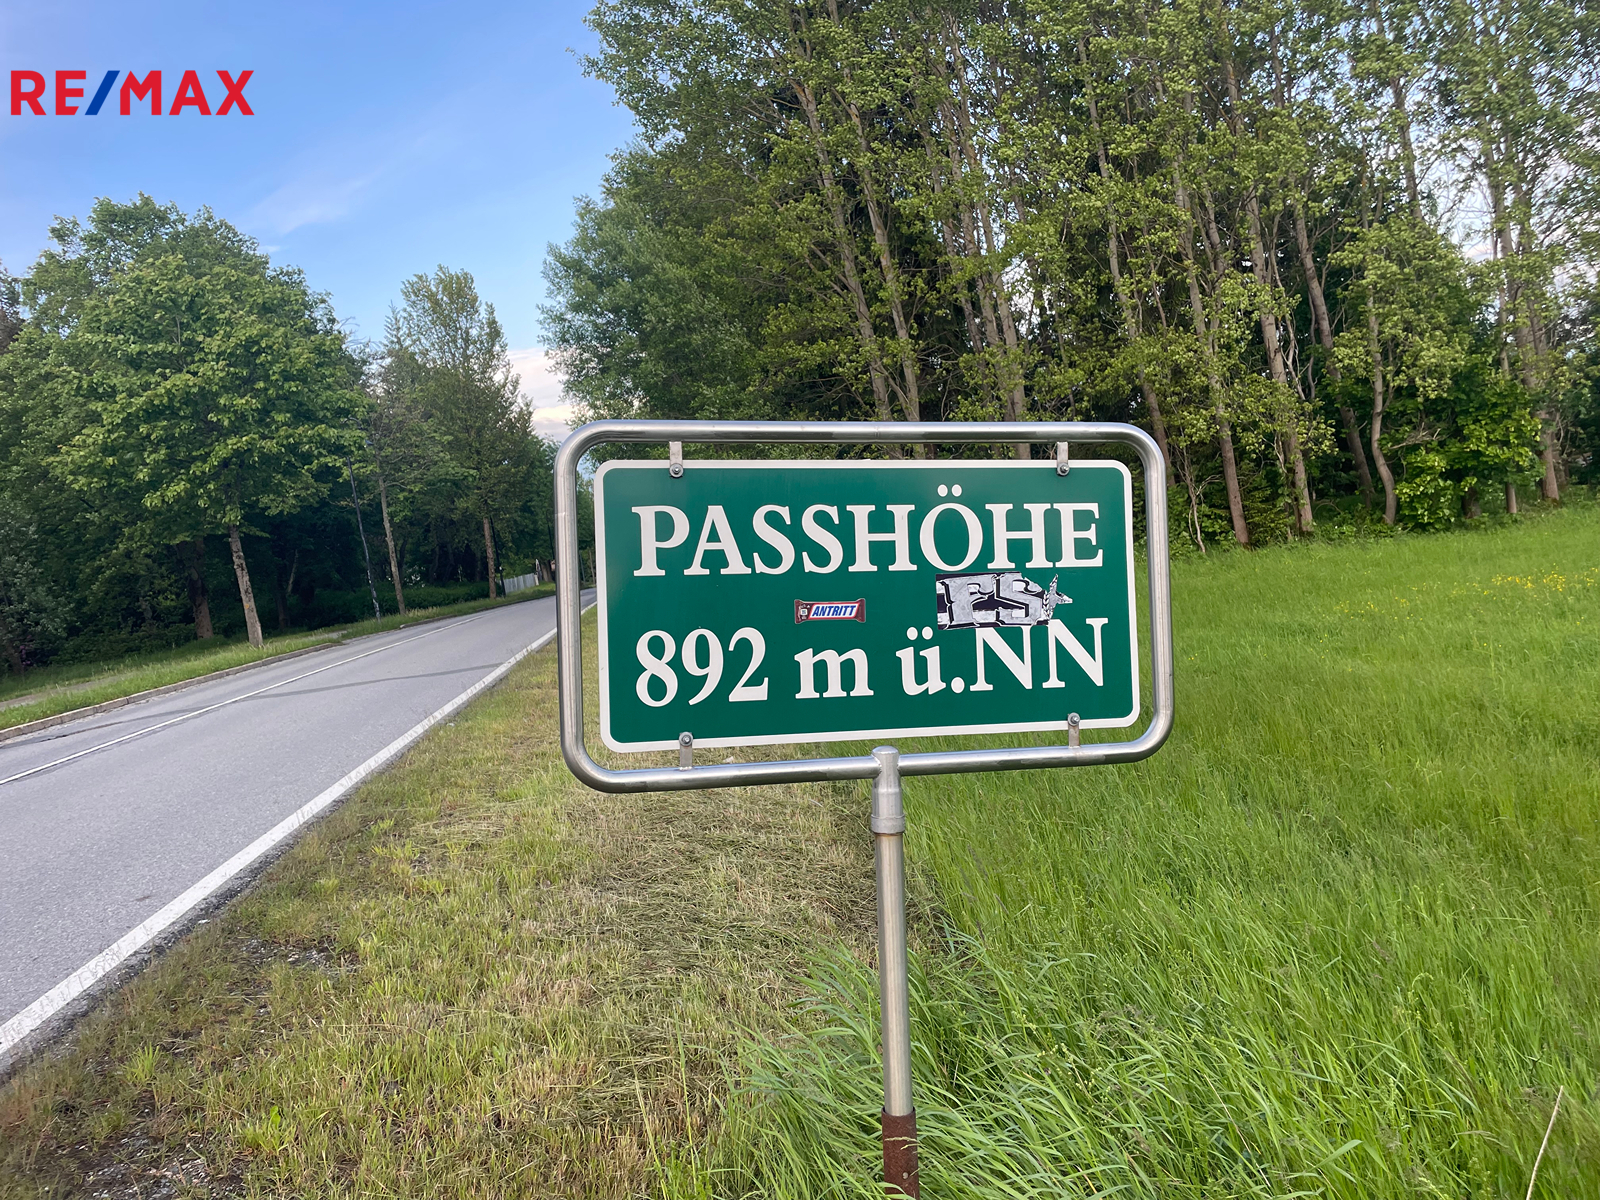 RE/MAX
PASSHÖHE
ANTRITT
892 m ü.NN